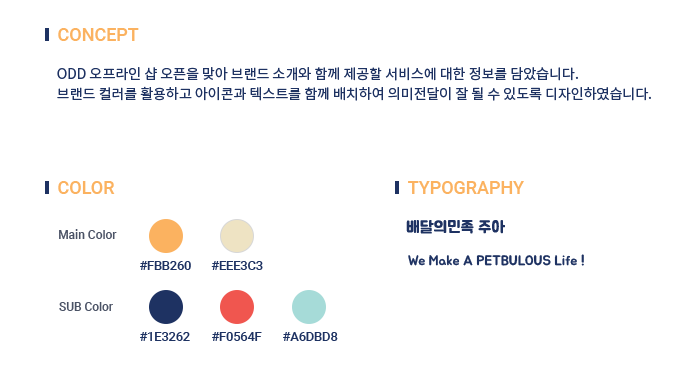 CONCEPT
ODD 오프라인 샵 오픈을 맞아 브랜드 소개와 함께 제공할 서비스에 대한 정보를 담았습니다.
브랜드 컬러를 활용하고 아이콘과 텍스트를 함께 배치하여 의미전달이 잘 될 수 있도록 디자인하였습니다.
COLOR
Main Color
#FBB260
#EEE3C3
SUB Color
#1E3262
#F0564F
#A6DBD8
TYPOGRAPHY
배달의민족 주아
We Make A PETBULOUS Life !